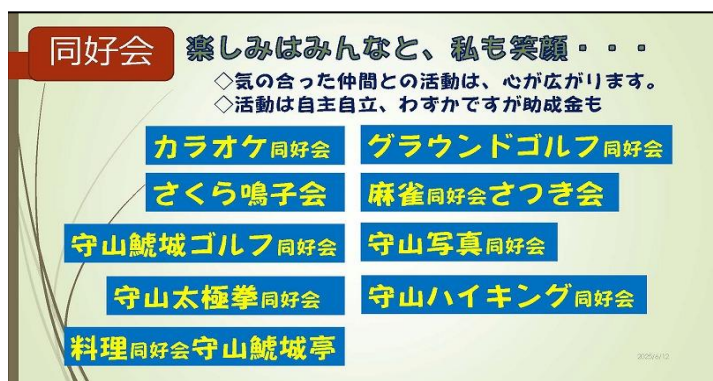 同好会
楽しみはみんなと、私も笑顔・・・
◇気の合った仲間との活動は、心が広がります。
◇活動は自主自立、わずかですが助成金も
カラオケ同好会
グラウンドゴルフ同好会
さくら鳴子会
麻雀同好会さつき会
守山鯱城ゴルフ同好会
守山写真同好会
守山太極拳同好会
守山ハイキング同好会
料理同好会守山鯱城亭
2025/6/12